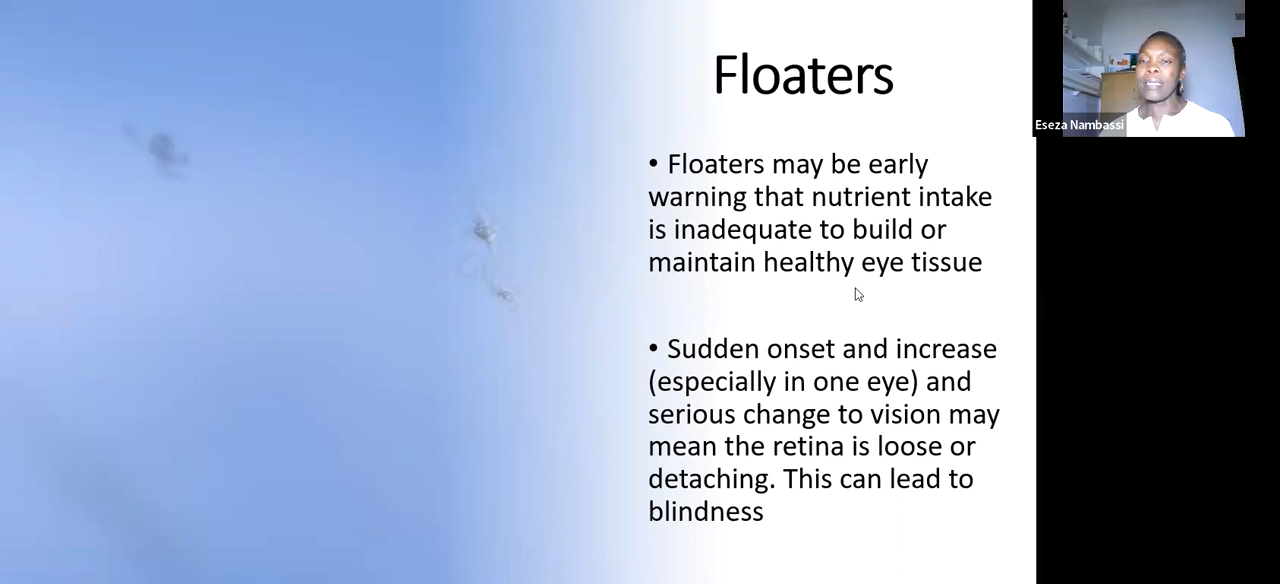 Floaters
• Floaters may be early
warning that nutrient intake
is inadequate to build or
maintain healthy eye tissue
• Sudden onset and increase
(especially in one eye) and
serious change to vision may
mean the retina is loose or
detaching. This can lead to
blindness
Eseza Nambassi